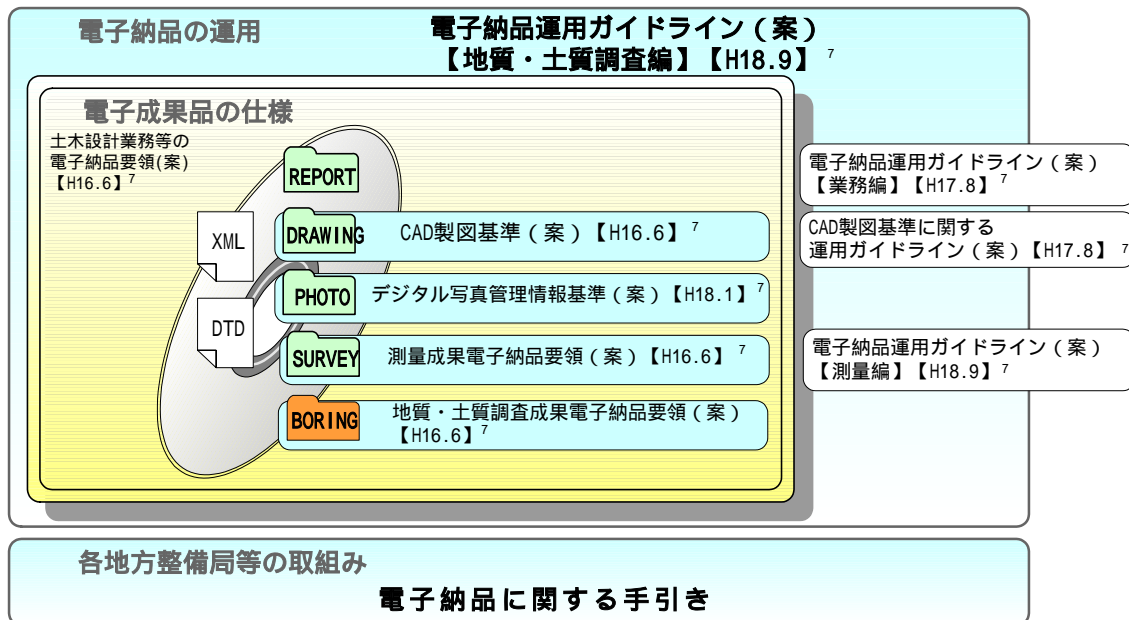 電子納品の運用
電子納品運用ガイドライン（案）
【地質・土質調査編】【H18.9】 7
電子成果品の仕様
土木設計業務等の
電子納品要領(案)
【H16.6】7
REPORT
電子納品運用ガイドライン（案）
【業務編】【H17.8】7
XML
DRAWING
CAD製図基準（案）【H16.6】 7
CAD製図基準に関する
運用ガイドライン（案）【H17.8】 7
PHOTO
デジタル写真管理情報基準（案）【H18.1】7
DTD
SURVEY
測量成果電子納品要領（案）【H16.6】 7
電子納品運用ガイドライン（案）
【測量編】【H18.9】7
BORING
地質・土質調査成果電子納品要領（案）
【H16.6】7
各地方整備局等の取組み
電子納品に関する手引き